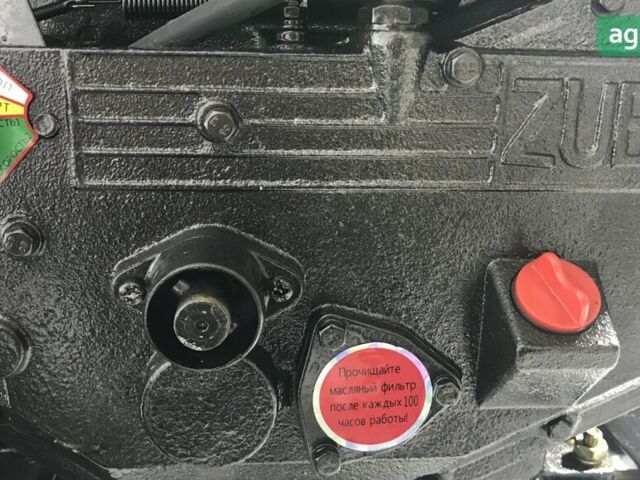 ag
ZUB
Прочищайте
масляный фильтр
после каждых 100
часов работы!